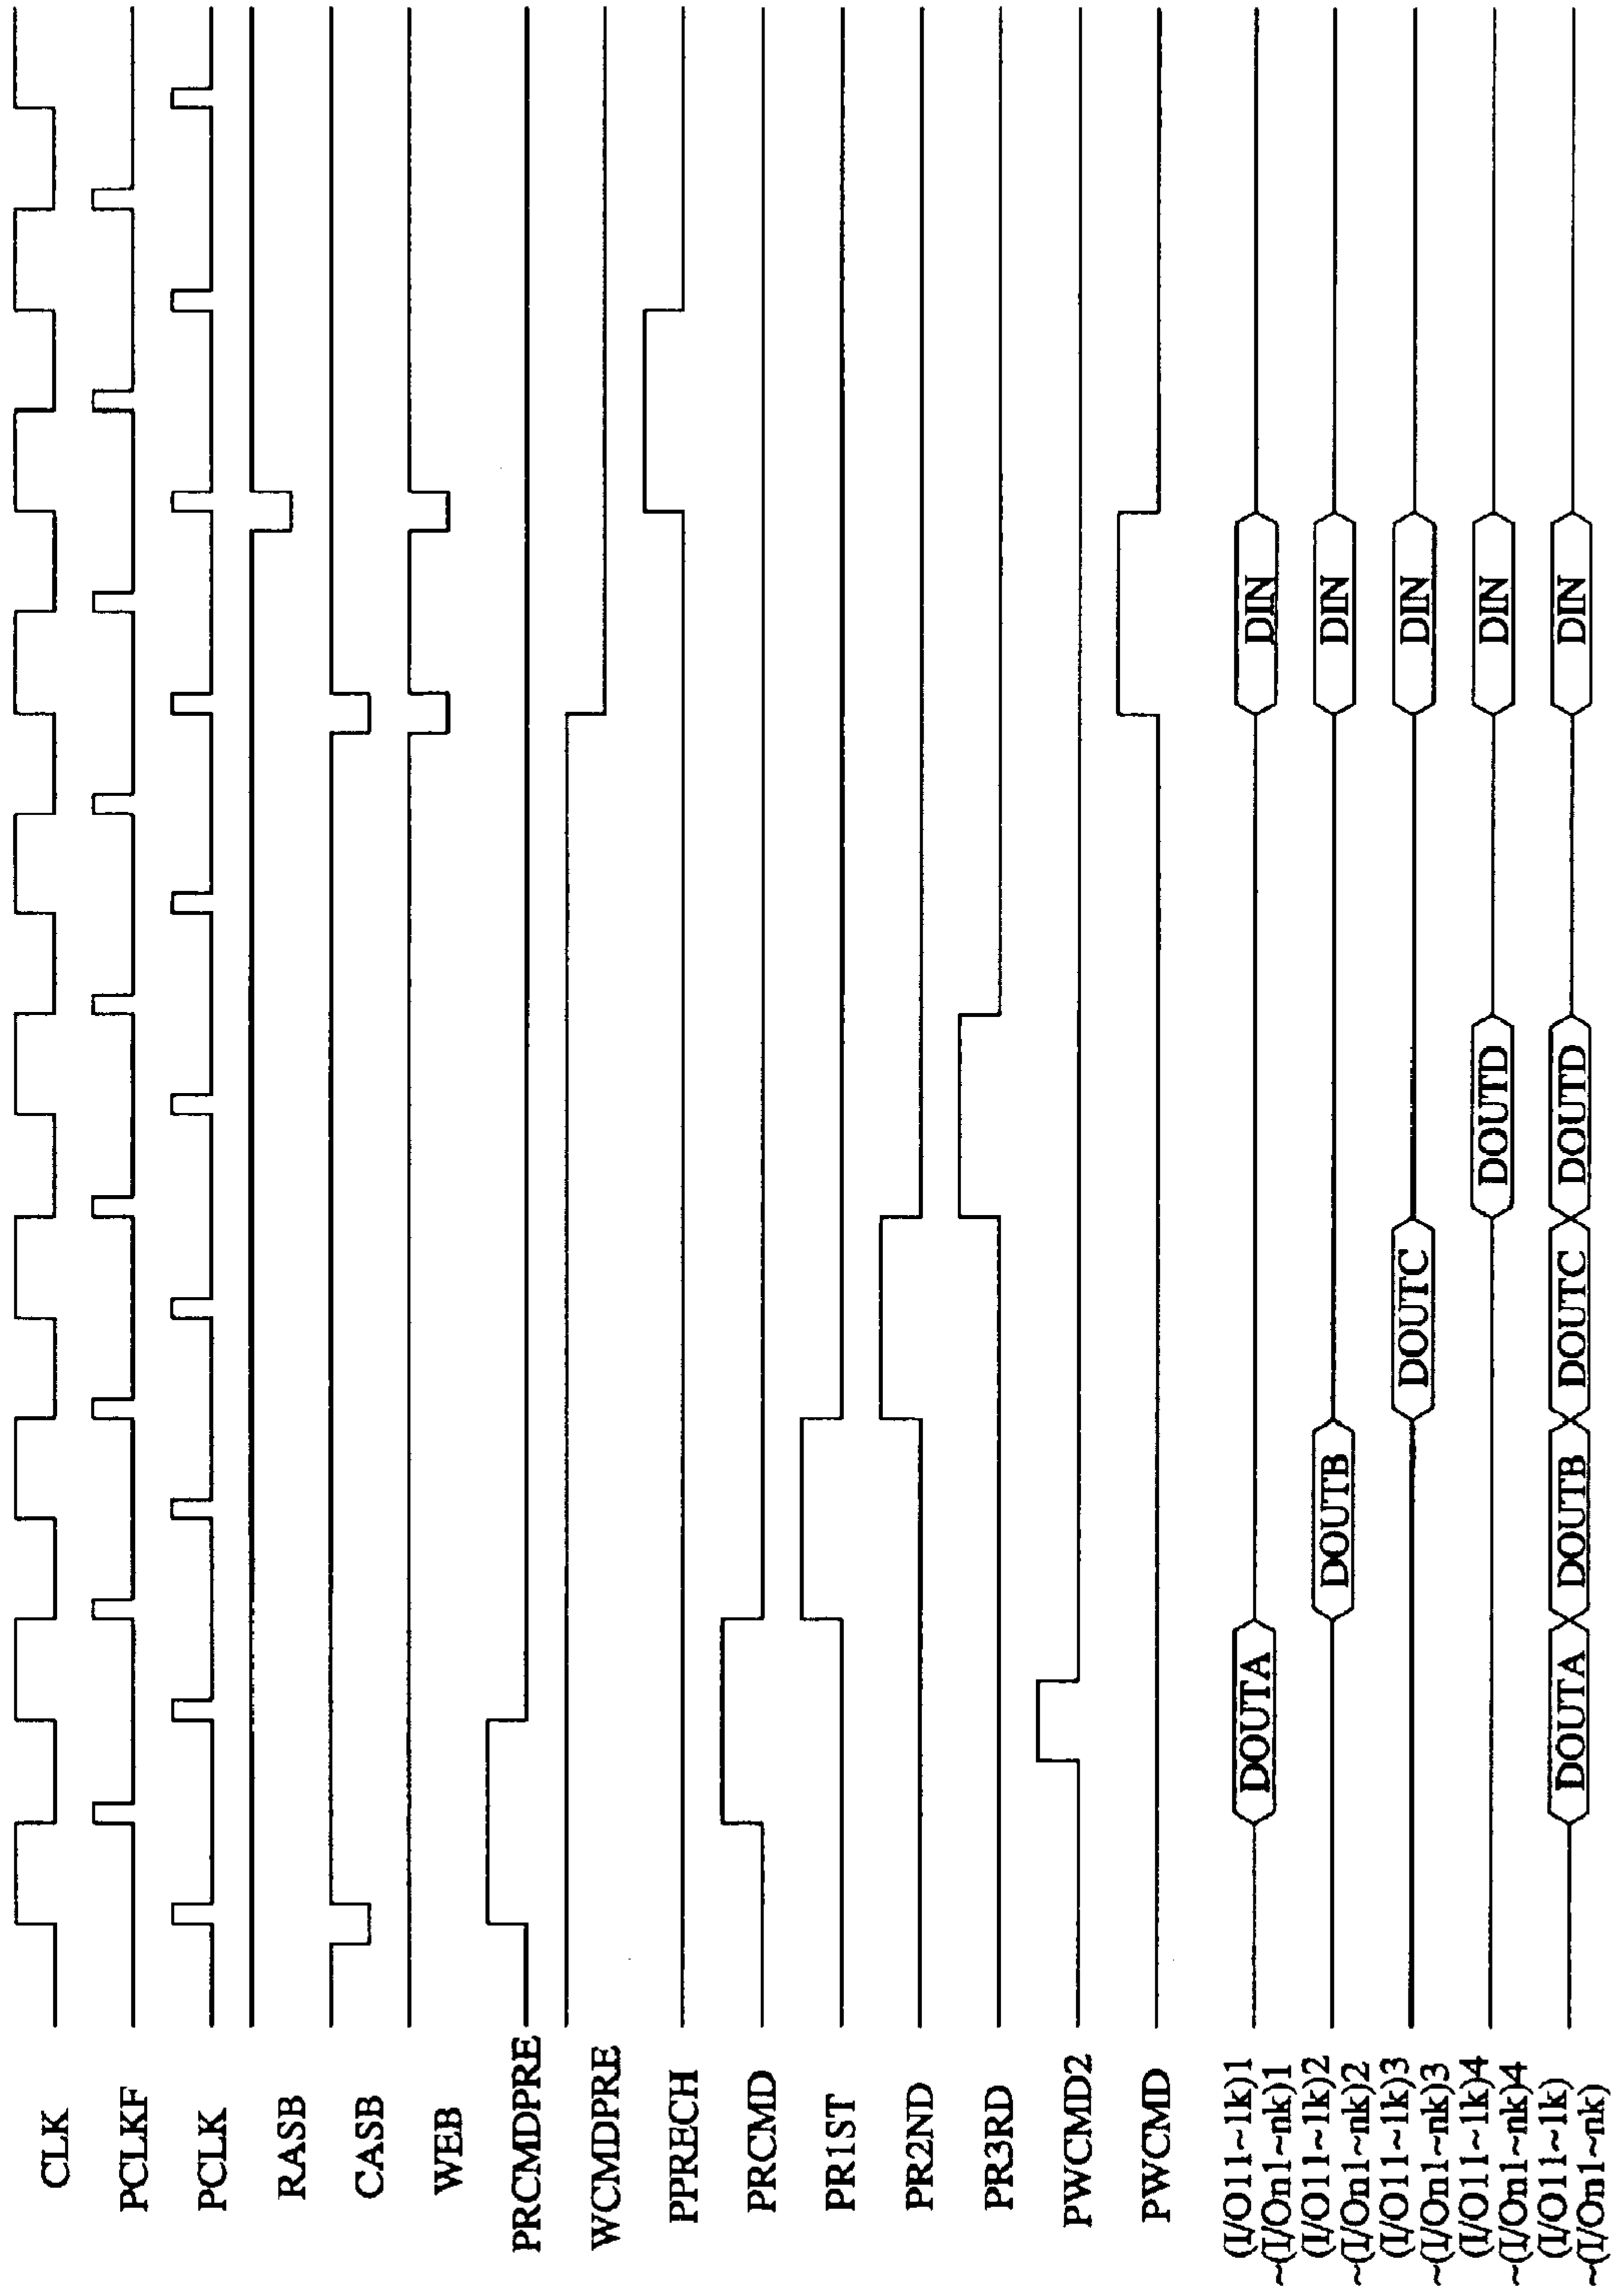 CLK
PCLKF
PCLK
RASB
CASB
WEB
PRCMDPRE
WCMDPRE
PPRECH
PRCMD
PR1ST
PR2ND
PR3RD
PWCMD2
PWCMD
(I/O11~1k)1
~(I/On1~nk)1
DOUTA
DIN
(I/O11~1k)2
~(I/On1~nk)2
DOUTB
DIN
(I/O11~1k)3
~(I/On1~nk)3
DOUTC
DIN
(I/O11~1k)4
~(I/On1~nk)4
DOUTD
DIN
(I/O11~1k)
~(I/On1~nk)
DOUTA DOUTB DOUTC DOUTD DIN